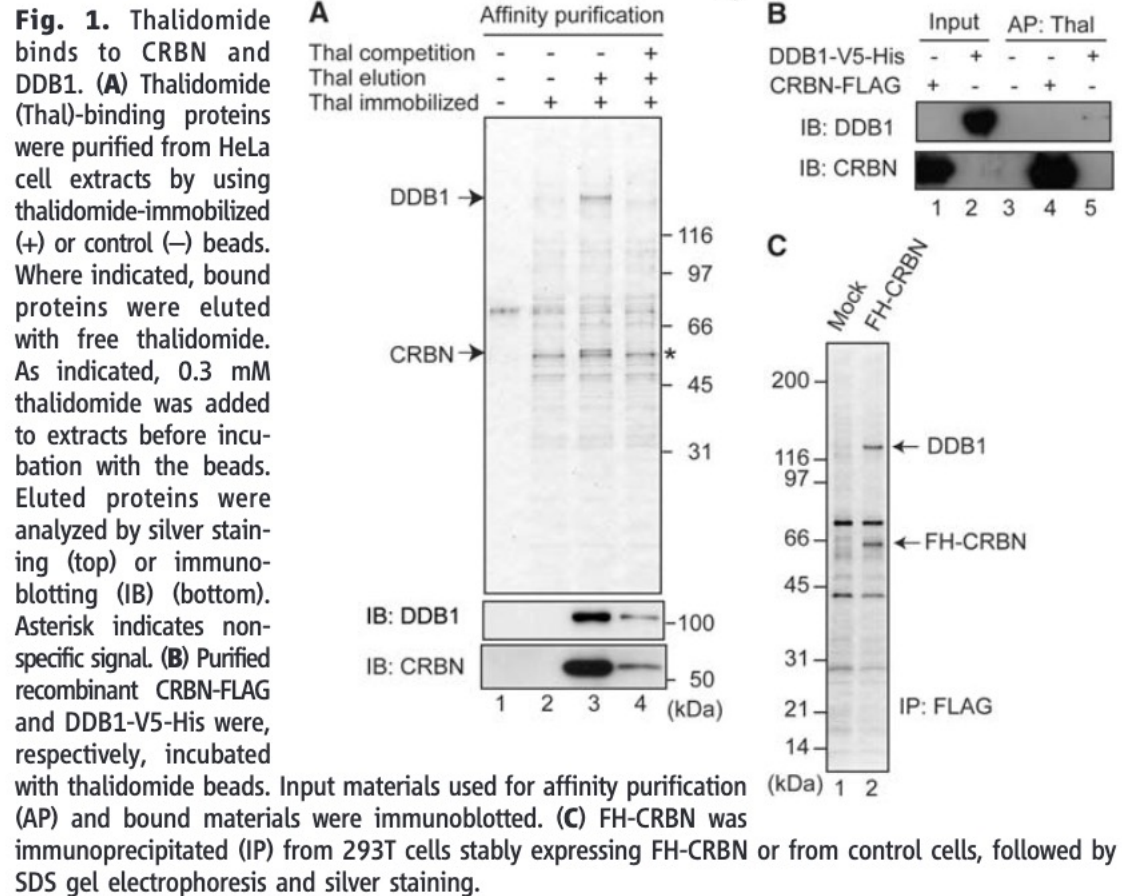 Fig. 1. Thalidomide
binds to CRBN and
DDB1. (A) Thalidomide
(Thal)-binding proteins
were purified from HeLa
cell extracts by using
thalidomide-immobilized
(+) or control (–) beads.
Where indicated, bound
proteins were eluted
with free thalidomide.
As indicated, 0.3 mM
thalidomide was added
to extracts before incu-
bation with the beads.
Eluted proteins were
analyzed by silver stain-
ing (top) or immuno-
blotting (IB) (bottom).
Asterisk indicates non-
specific signal. (B) Purified
recombinant CRBN-FLAG
and DDB1-V5-His were,
respectively, incubated
with thalidomide beads. Input materials used for affinity purification
(AP) and bound materials were immunoblotted. (C) FH-CRBN was
immunoprecipitated (IP) from 293T cells stably expressing FH-CRBN or from control cells, followed by
SDS gel electrophoresis and silver staining.
A
Affinity purification
Thal competition - - - +
Thal elution - - + +
Thal immobilized - + + +
DDB1
116
97
66
CRBN *
45
31
IB: DDB1
100
IB: CRBN
50
1 2 3 4 (kDa)
B
Input AP: Thal
DDB1-V5-His - + - - +
CRBN-FLAG + - - + -
IB: DDB1
IB: CRBN
1 2 3 4 5
C
Mock FH-CRBN
200
DDB1
116
97
66 FH-CRBN
45
31
21 IP: FLAG
14
(kDa) 1 2